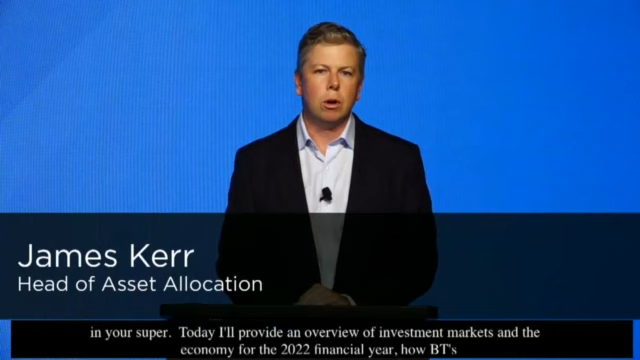 James Kerr
Head of Asset Allocation
in your super. Today I'll provide an overview of investment markets and the
economy for the 2022 financial year, how BT's